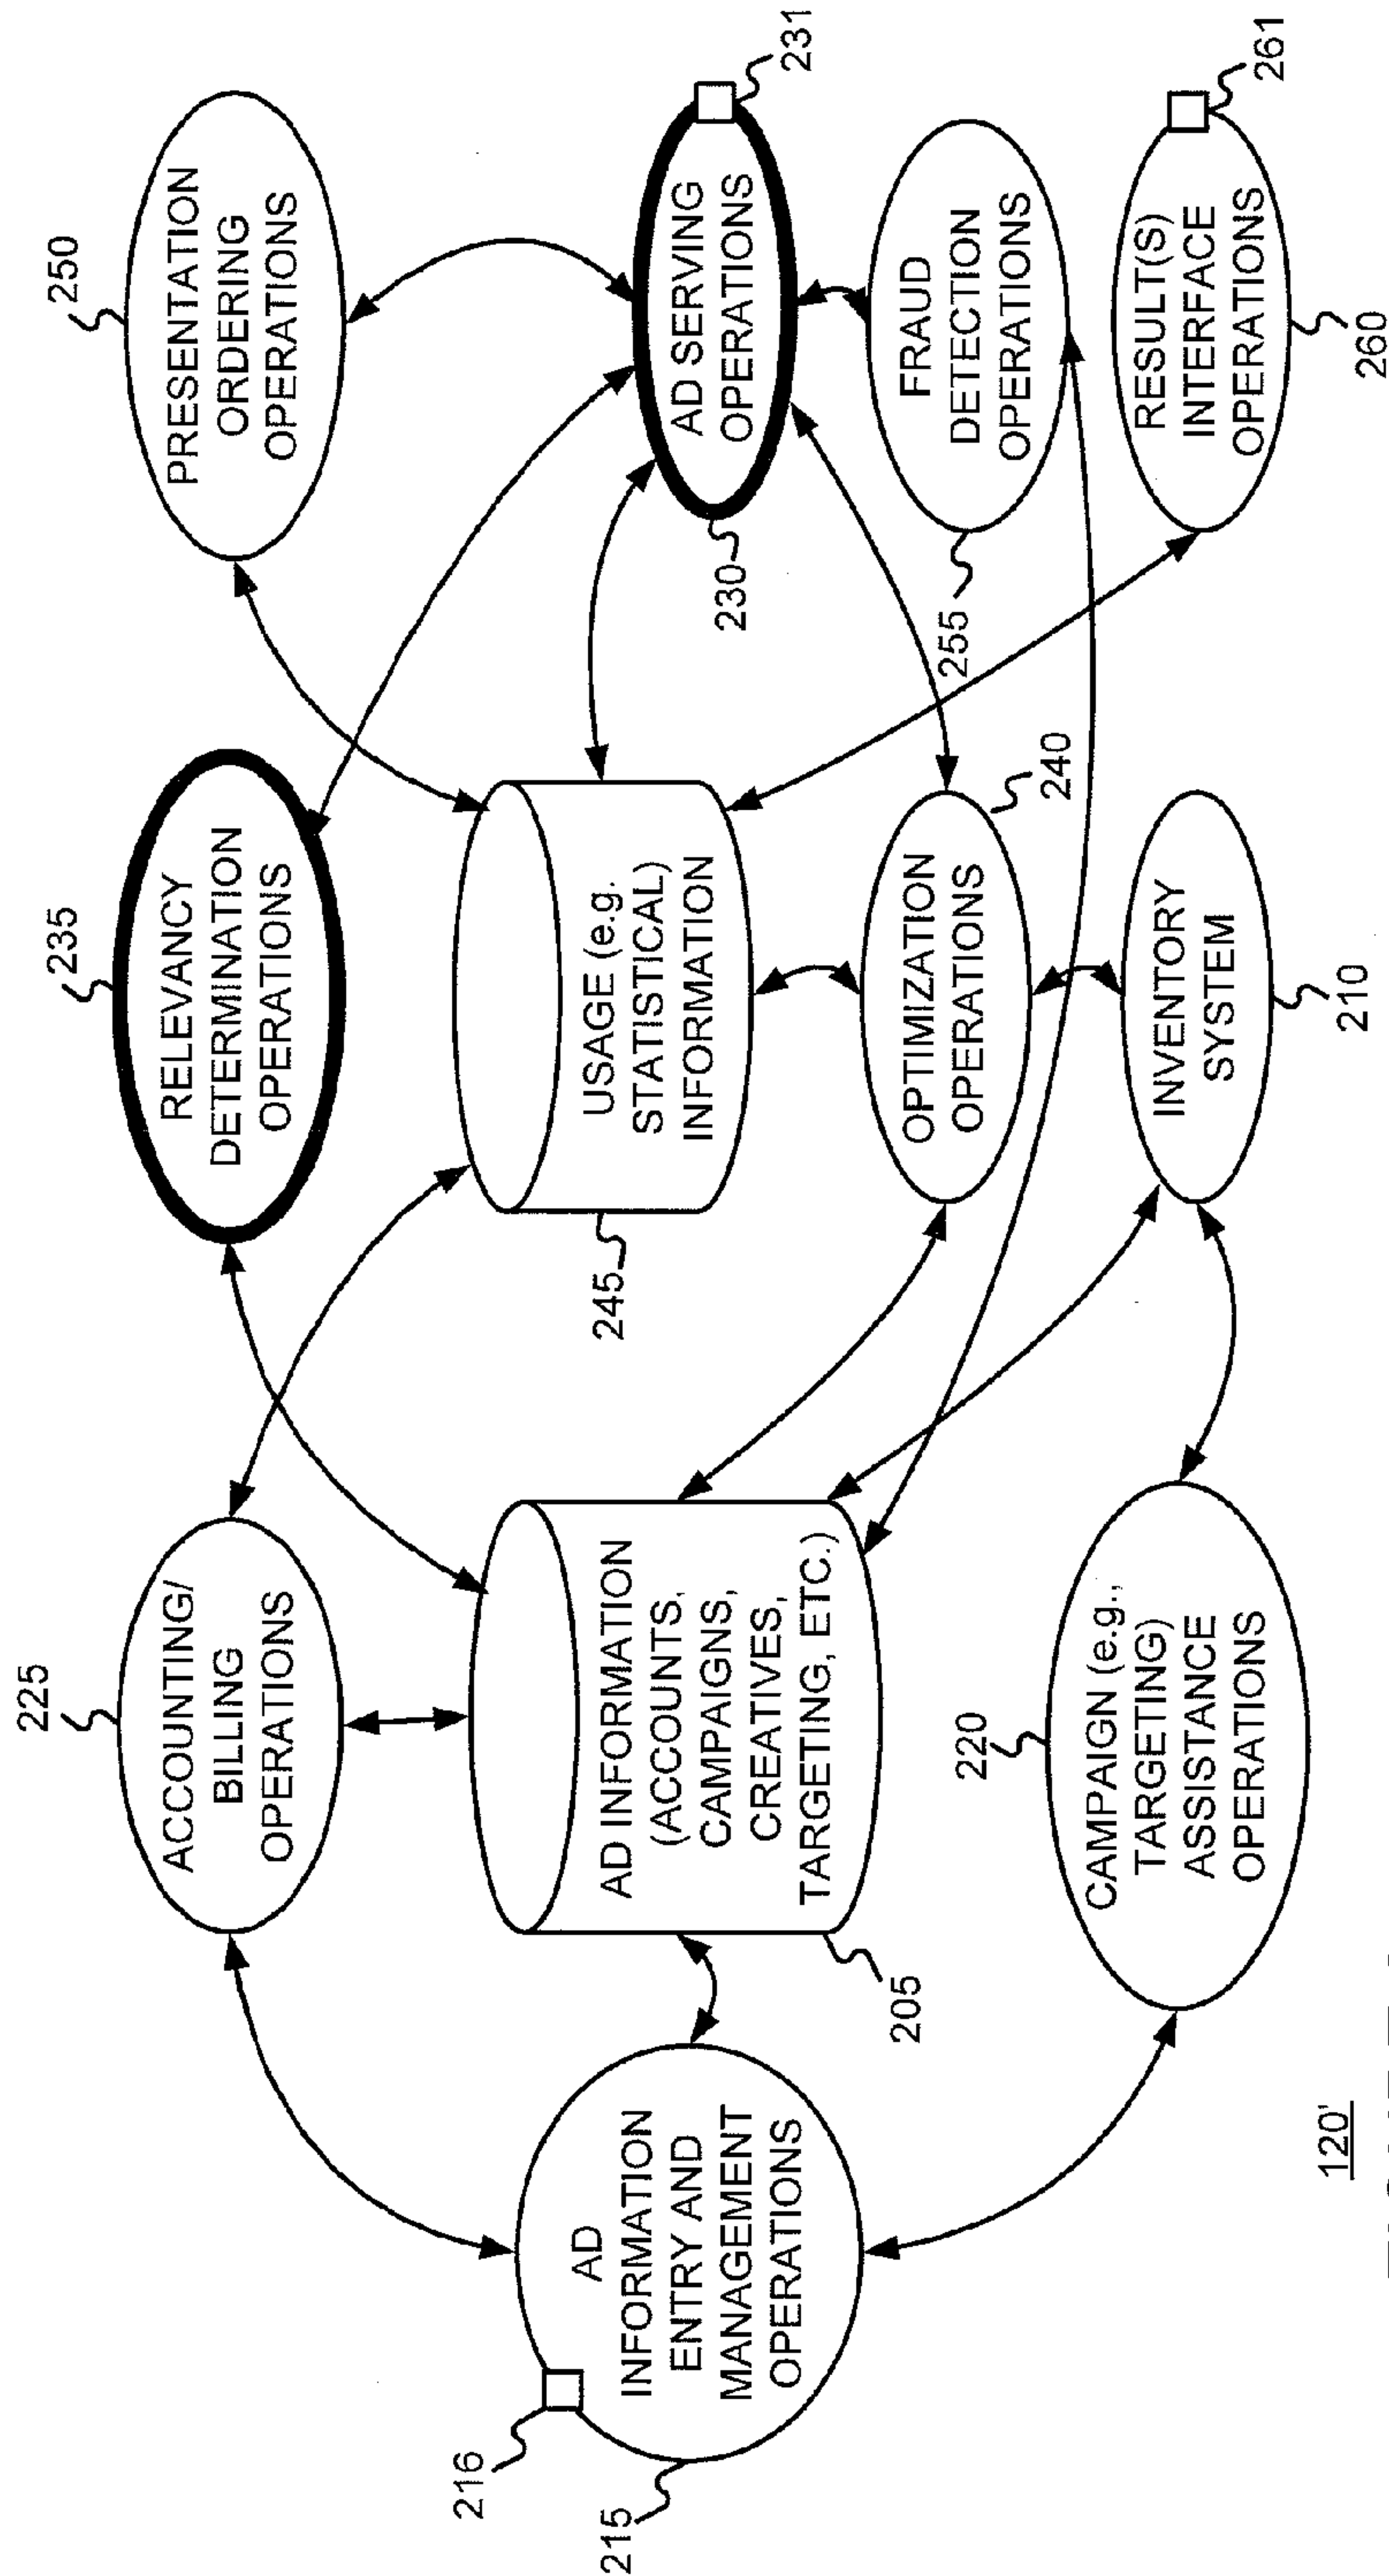 225
ACCOUNTING/
BILLING
OPERATIONS
235
RELEVANCY
DETERMINATION
OPERATIONS
250
PRESENTATION
ORDERING
OPERATIONS
216
215
AD
INFORMATION
ENTRY AND
MANAGEMENT
OPERATIONS
AD INFORMATION
(ACCOUNTS,
CAMPAIGNS,
CREATIVES,
TARGETING, ETC.)
205
245
USAGE (e.g.
STATISTICAL)
INFORMATION
AD SERVING
OPERATIONS
230
231
OPTIMIZATION
OPERATIONS
240
255
FRAUD
DETECTION
OPERATIONS
220
CAMPAIGN (e.g.,
TARGETING)
ASSISTANCE
OPERATIONS
INVENTORY
SYSTEM
210
RESULT(S)
INTERFACE
OPERATIONS
261
260
120'